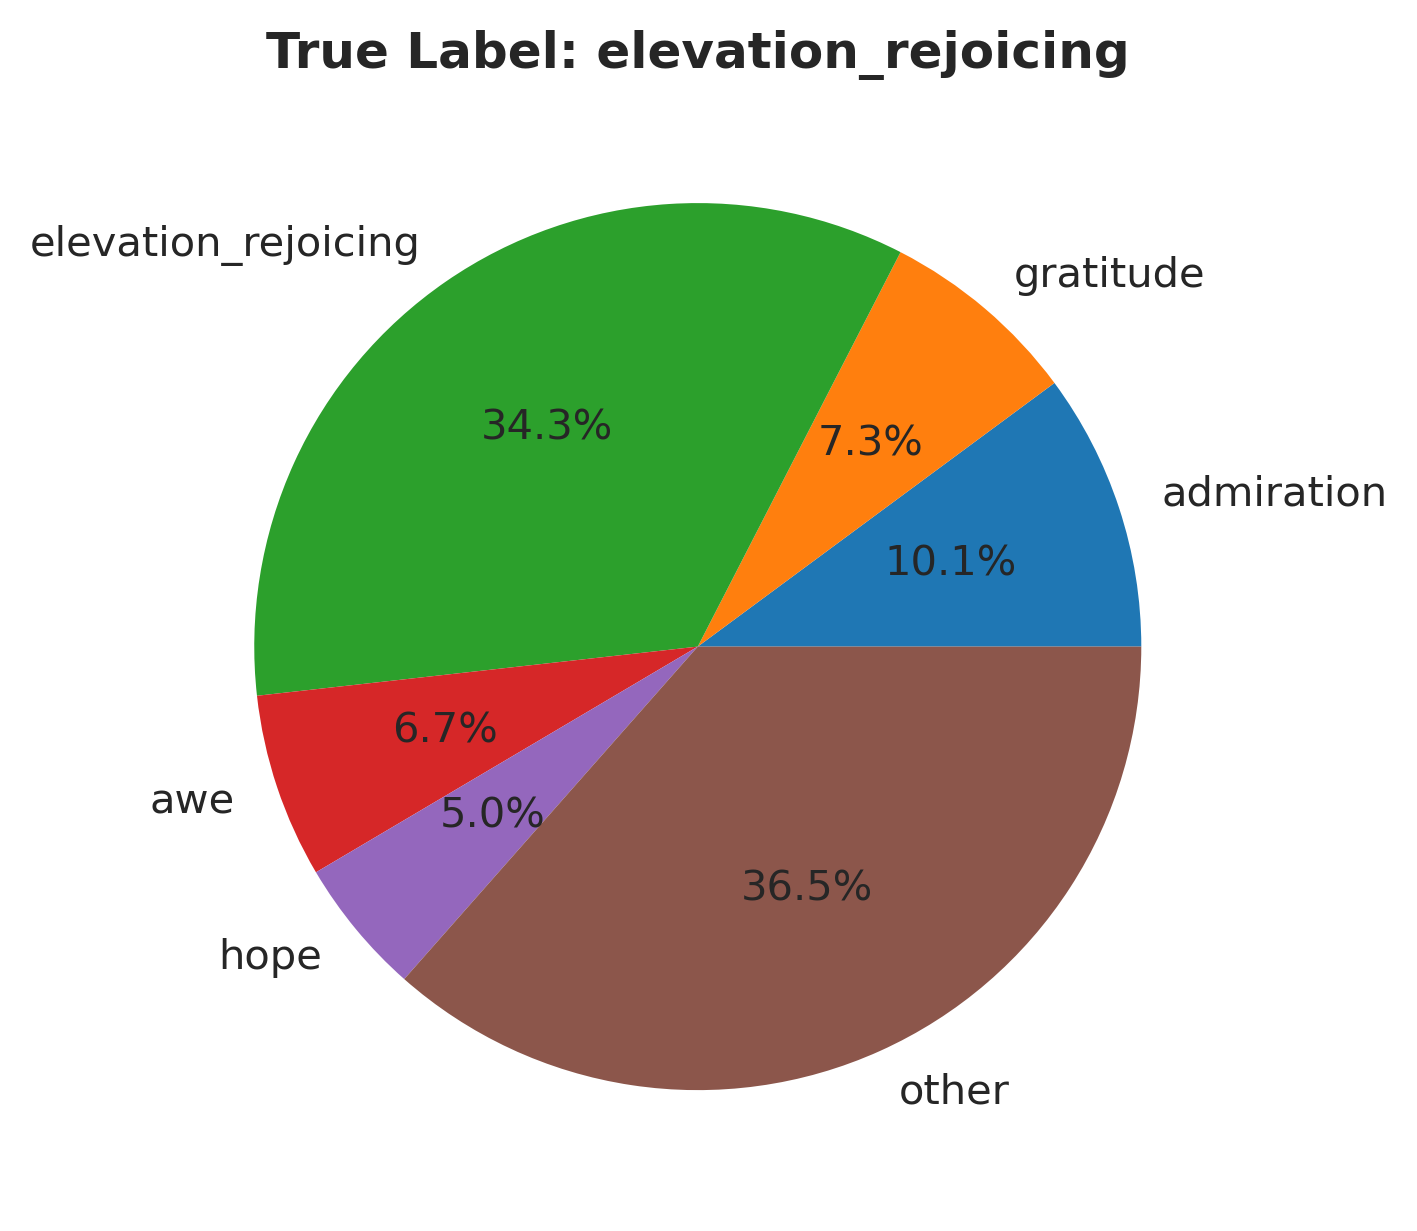 True Label: elevation_rejoicing
elevation_rejoicing
gratitude
34.3%
7.3%
admiration
10.1%
6.7%
awe
5.0%
36.5%
hope
other